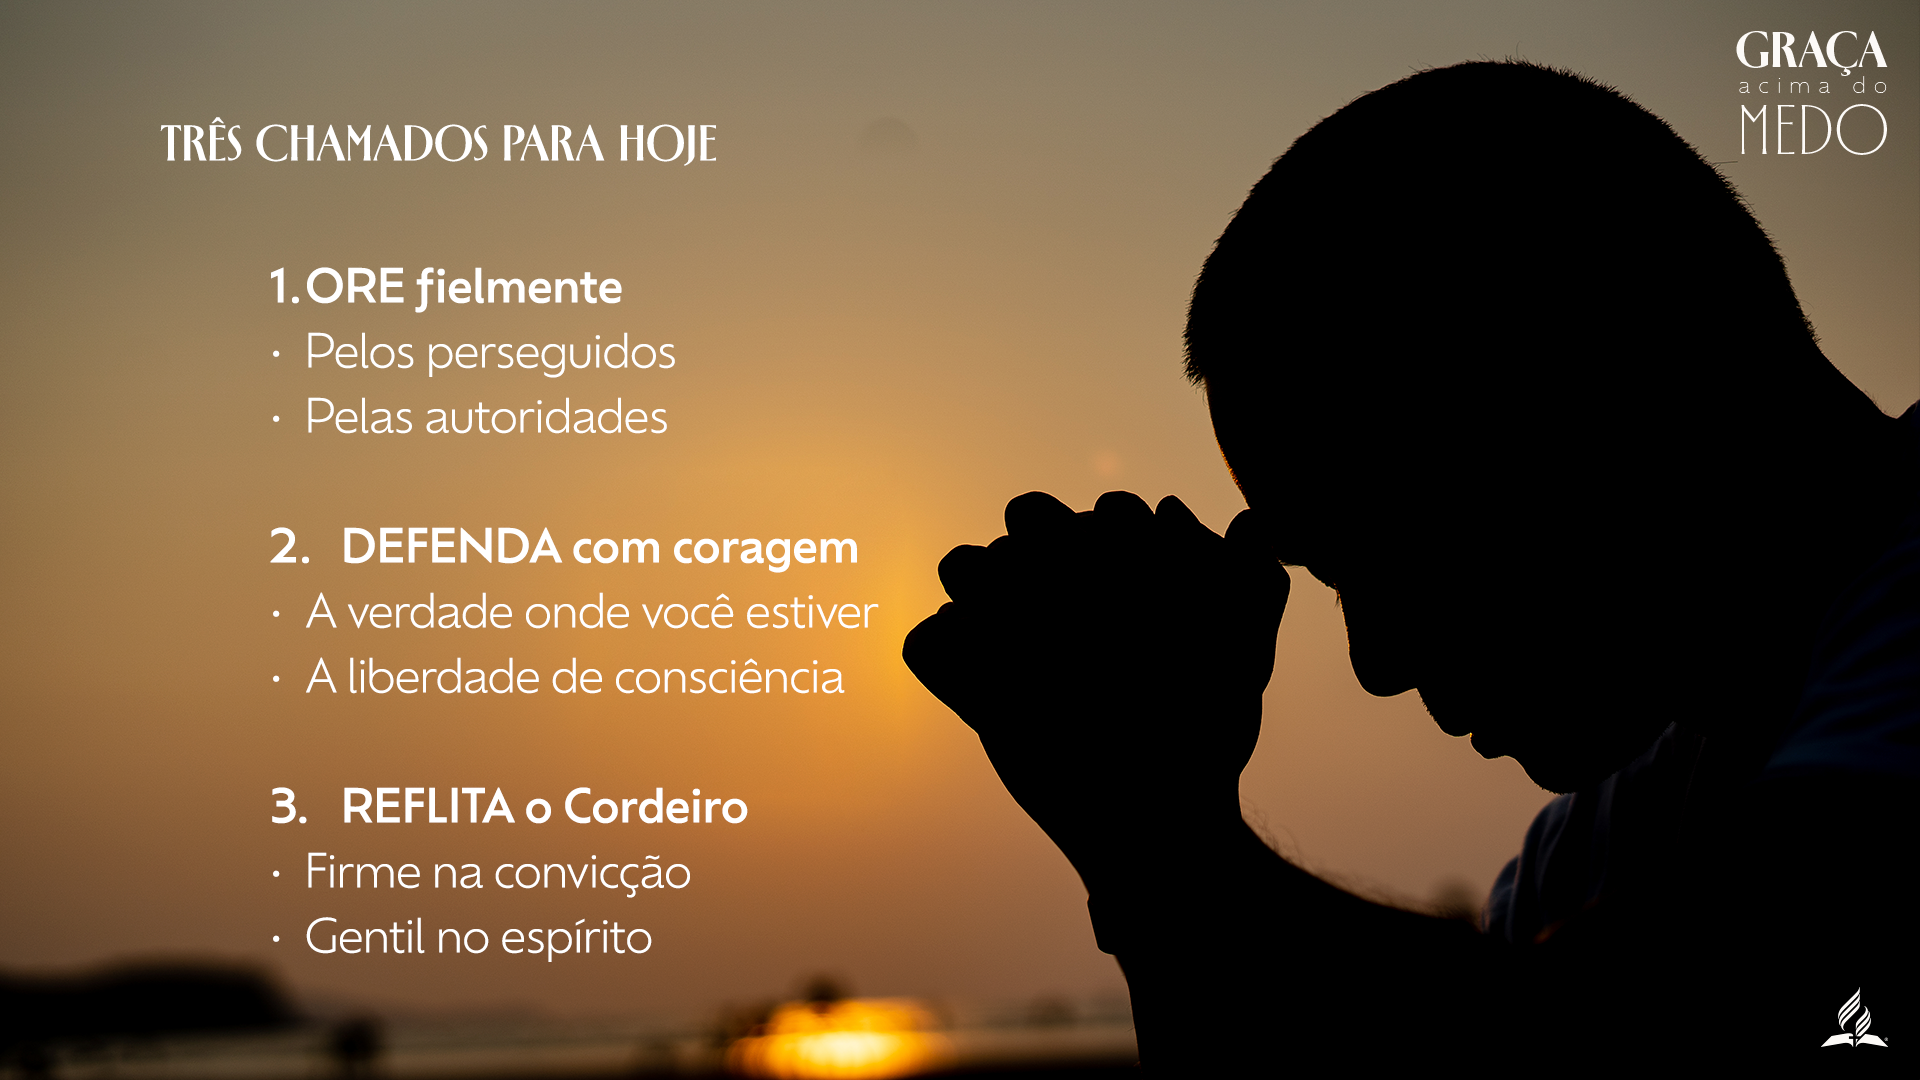 GRAÇA
acima do
MEDO
TRÊS CHAMADOS PARA HOJE
1. ORE fielmente
• Pelos perseguidos
• Pelas autoridades
2. DEFENDA com coragem
• A verdade onde você estiver
• A liberdade de consciência
3. REFLITA o Cordeiro
• Firme na convicção
• Gentil no espírito